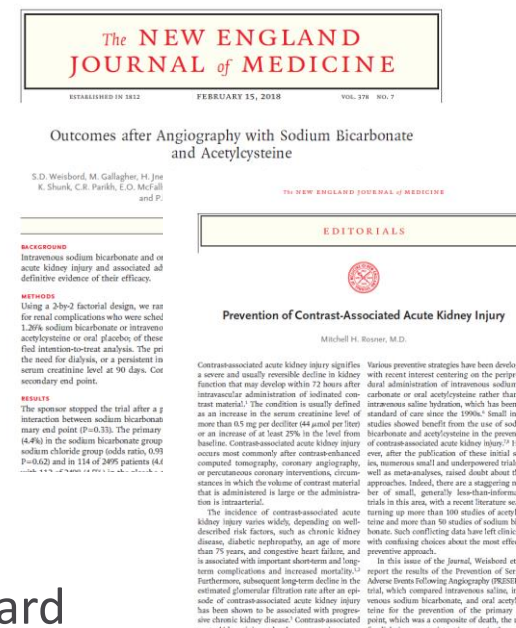 The NEW ENGLAND
JOURNAL of MEDICINE
ESTABLISHED IN 1812 FEBRUARY 15, 2018 VOL. 378 NO. 7
Outcomes after Angiography with Sodium Bicarbonate
and Acetylcysteine
S.D. Weisbord, M. Gallagher, H. Jne
K. Shunk, C.R. Parikh, E.O. McFall
and P.
BACKGROUND
Intravenous sodium bicarbonate and or
acute kidney injury and associated ad
definitive evidence of their efficacy.
METHODS
Using a 2-by-2 factorial design, we ran
for renal complications who were sched
1.26% sodium bicarbonate or intraveno
acetylcysteine or oral placebo; of these
fied intention-to-treat analysis. The pri
the need for dialysis, or a persistent in
serum creatinine level at 90 days. Con
secondary end point.
RESULTS
The sponsor stopped the trial after a p
interaction between sodium bicarbonat
mary end point (P=0.33). The primary
(4.4%) in the sodium bicarbonate group
sodium chloride group (odds ratio, 0.93
P=0.62) and in 114 of 2495 patients (4.6
The NEW ENGLAND JOURNAL of MEDICINE
EDITORIALS
Prevention of Contrast-Associated Acute Kidney Injury
Mitchell H. Rosner, M.D.
Contrast-associated acute kidney injury signifies
a severe and usually reversible decline in kidney
function that may develop within 72 hours after
intravascular administration of iodinated con-
trast material.¹ The condition is usually defined
as an increase in the serum creatinine level of
more than 0.5 mg per deciliter (44 μmol per liter)
or an increase of at least 25% in the level from
baseline. Contrast-associated acute kidney injury
occurs most commonly after contrast-enhanced
computed tomography, coronary angiography,
or percutaneous coronary interventions, circum-
stances in which the volume of contrast material
that is administered is large or the administra-
tion is intraarterial.
The incidence of contrast-associated acute
kidney injury varies widely, depending on well-
described risk factors, such as chronic kidney
disease, diabetic nephropathy, an age of more
than 75 years, and congestive heart failure, and
is associated with important short-term and long-
term complications and increased mortality.
Furthermore, subsequent long-term decline in the
estimated glomerular filtration rate after an epi-
sode of contrast-associated acute kidney injury
has been shown to be associated with progres-
sive chronic kidney disease. Contrast-associated
Various preventive strategies have been develop
with recent interest centering on the periproce
dural administration of intravenous sodium
carbonate or oral acetylcysteine rather than
intravenous saline hydration, which has been
standard of care since the 1990s. Small in
studies showed benefit from the use of sod
bicarbonate and acetylcysteine in the preven
of contrast-associated acute kidney injury.
ever, after the publication of these initial
ies, numerous small and underpowered trial
well as meta-analyses, raised doubt about th
approaches. Indeed, there are a staggering n
ber of small, generally less-than-informa
trials in this area, with a recent literature sea
turning up more than 100 studies of acetyl
teine and more than 50 studies of sodium bi
bonate. Such conflicting data have left clinic
with confusing choices about the most effec
preventive approach.
In this issue of the Journal, Weisbord et
report the results of the Prevention of Ser
Adverse Events Following Angiography (PRESER
trial, which compared intravenous saline, in
venous sodium bicarbonate, and oral acetyl
teine for the prevention of the primary
point, which was a composite of death, the n
ard